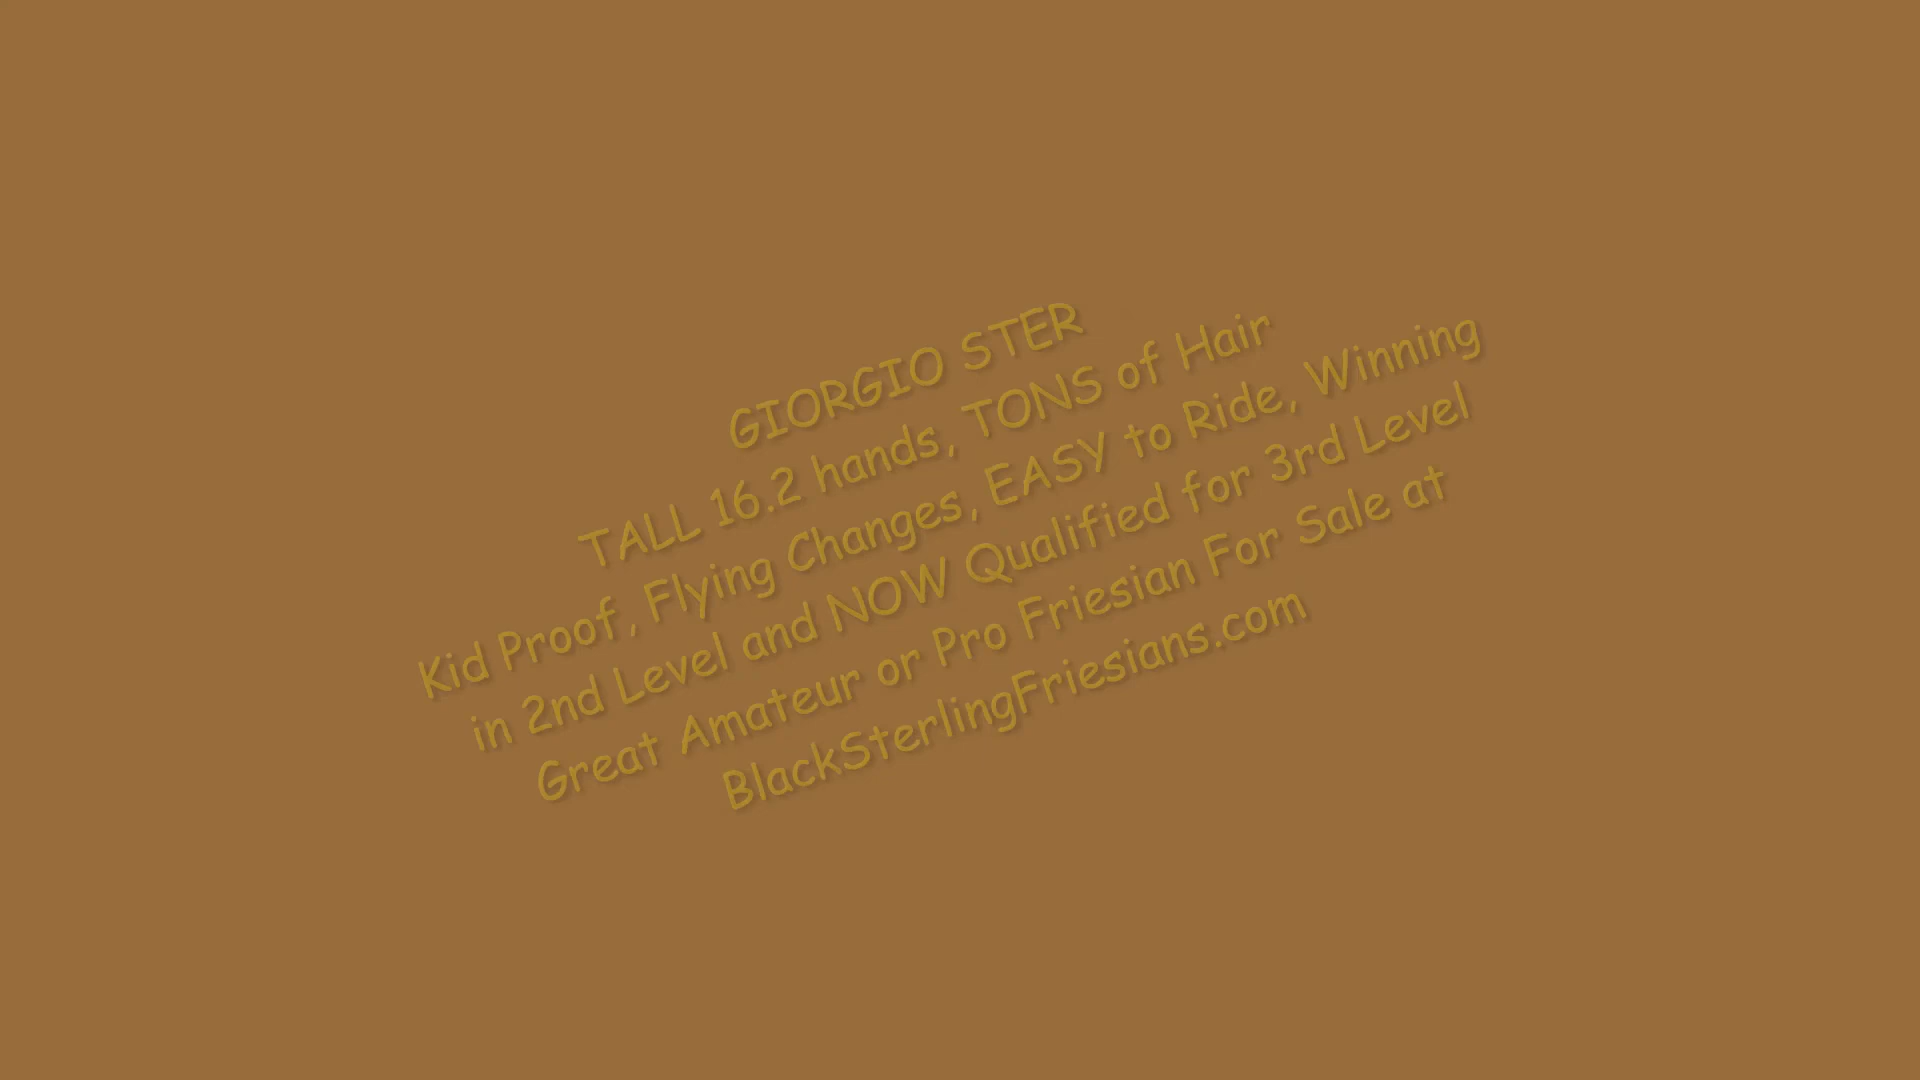 GIORGIO STER
TALL 16.2 hands, TONS of Hair
Kid Proof, Flying Changes, EASY to Ride, Winning
in 2nd Level and NOW Qualified for 3rd Level
Great Amateur or Pro Friesian For Sale at
BlackSterlingFriesians.com